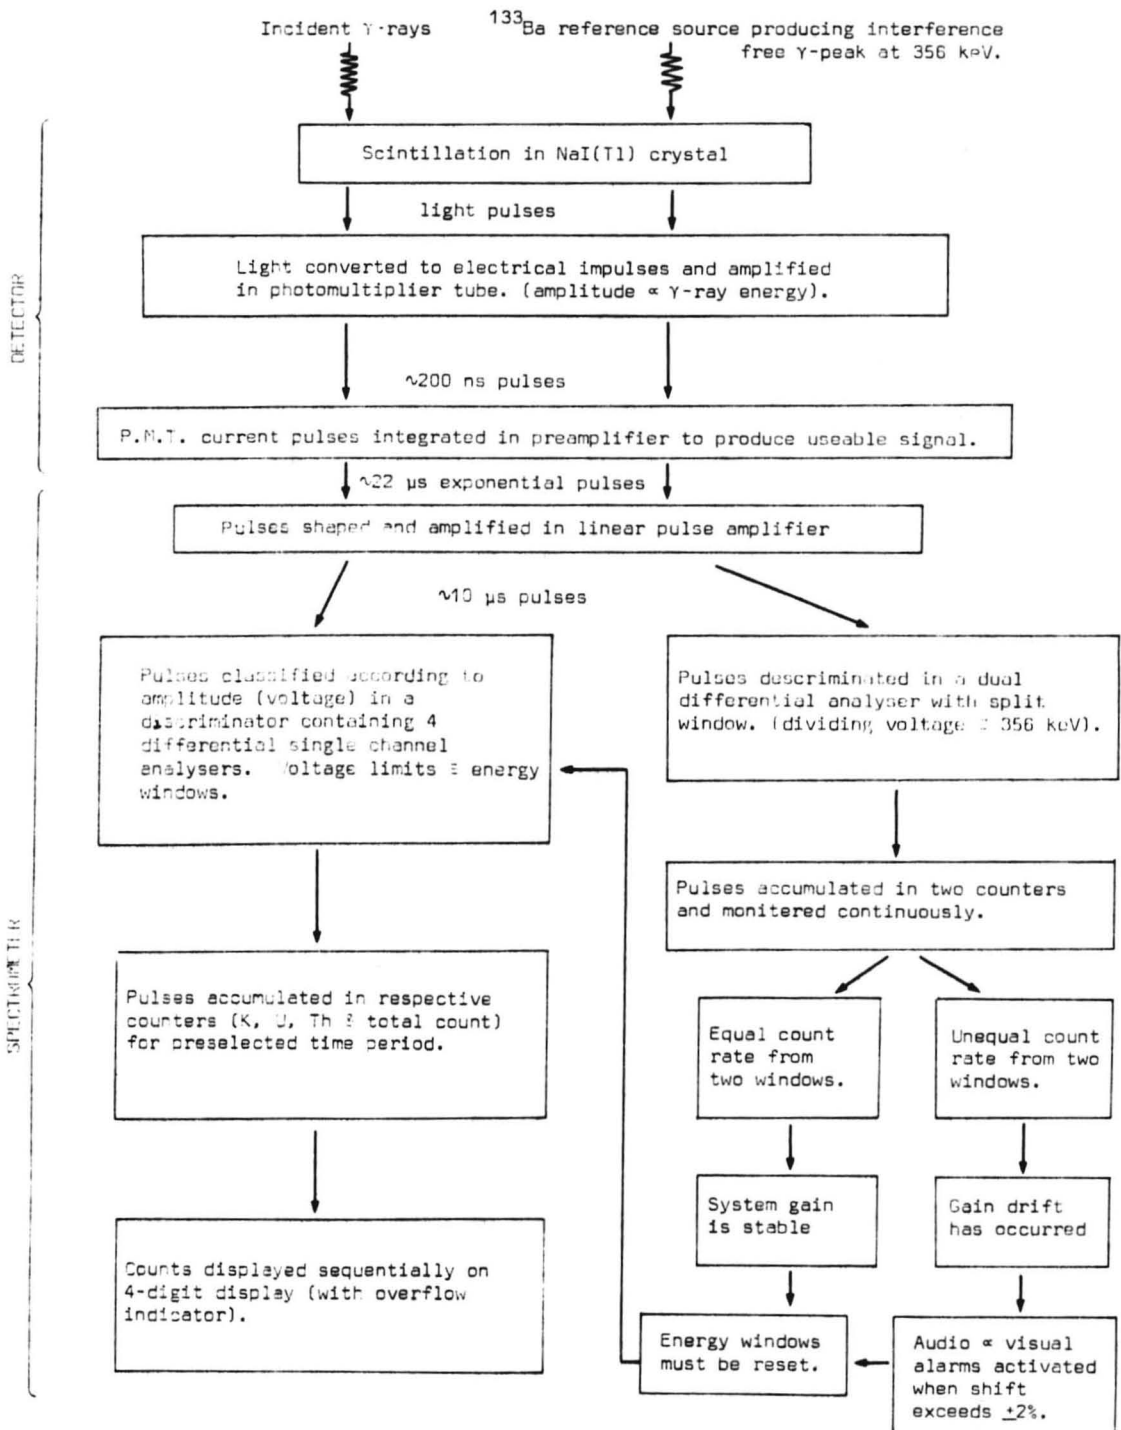 Incident γ-rays
¹³³Ba reference source producing interference
free γ-peak at 356 keV.
Scintillation in NaI(Tl) crystal
light pulses
Light converted to electrical impulses and amplified
in photomultiplier tube. (amplitude ∝ γ-ray energy).
DETECTOR
~200 ns pulses
P.M.T. current pulses integrated in preamplifier to produce useable signal.
~22 µs exponential pulses
Pulses shaped and amplified in linear pulse amplifier
~10 µs pulses
Pulses classified according to
amplitude (voltage) in a
discriminator containing 4
differential single channel
analysers. Voltage limits ≡ energy
windows.
Pulses descriminated in a dual
differential analyser with split
window. (dividing voltage ≡ 356 keV).
Pulses accumulated in two counters
and monitered continuously.
SPECTROMETER
Pulses accumulated in respective
counters (K, U, Th & total count)
for preselected time period.
Equal count
rate from
two windows.
Unequal count
rate from two
windows.
System gain
is stable
Gain drift
has occurred
Counts displayed sequentially on
4-digit display (with overflow
indicator).
Energy windows
must be reset.
Audio ∝ visual
alarms activated
when shift
exceeds ±2%.